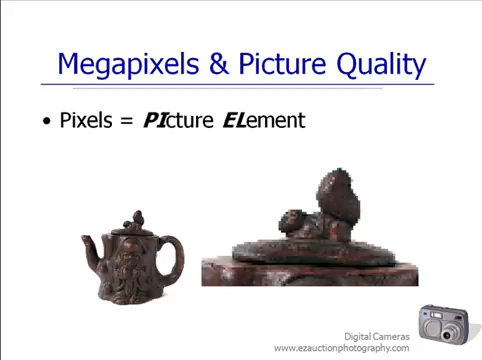 Megapixels & Picture Quality
• Pixels = PIcture ELement
Digital Cameras
www.ezauctionphotography.com